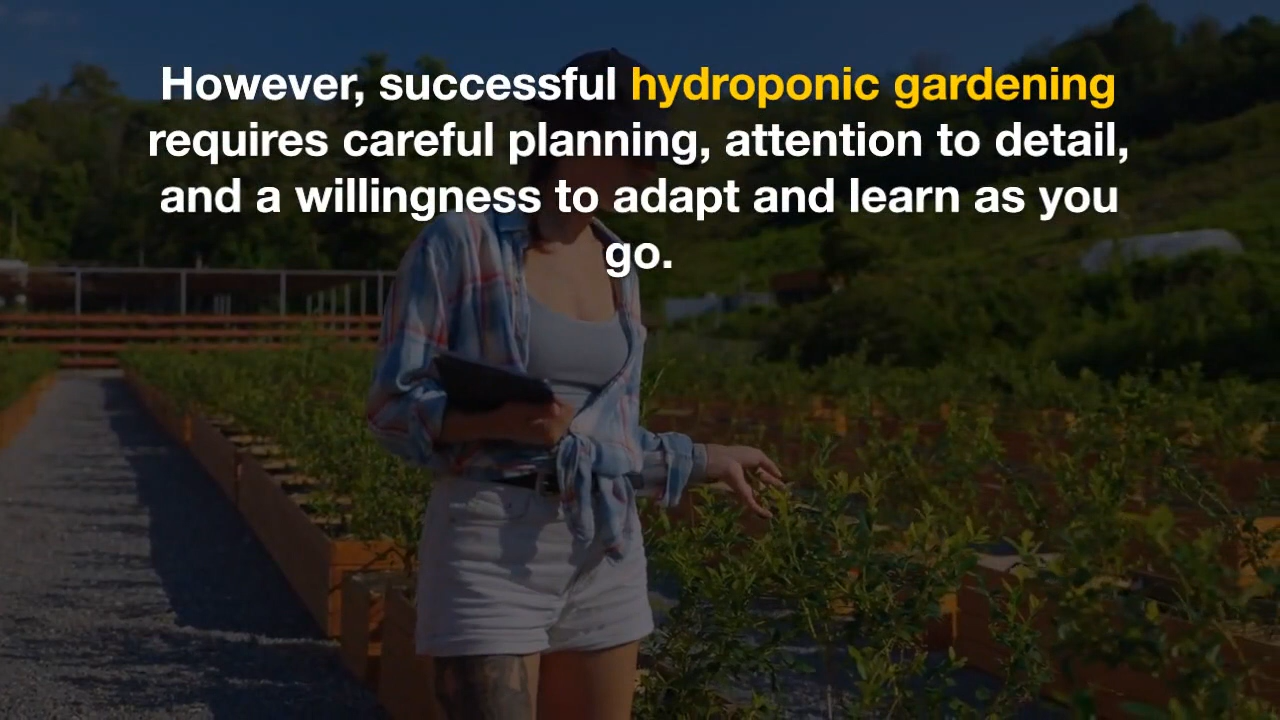 However, successful hydroponic gardening
requires careful planning, attention to detail,
and a willingness to adapt and learn as you
go.